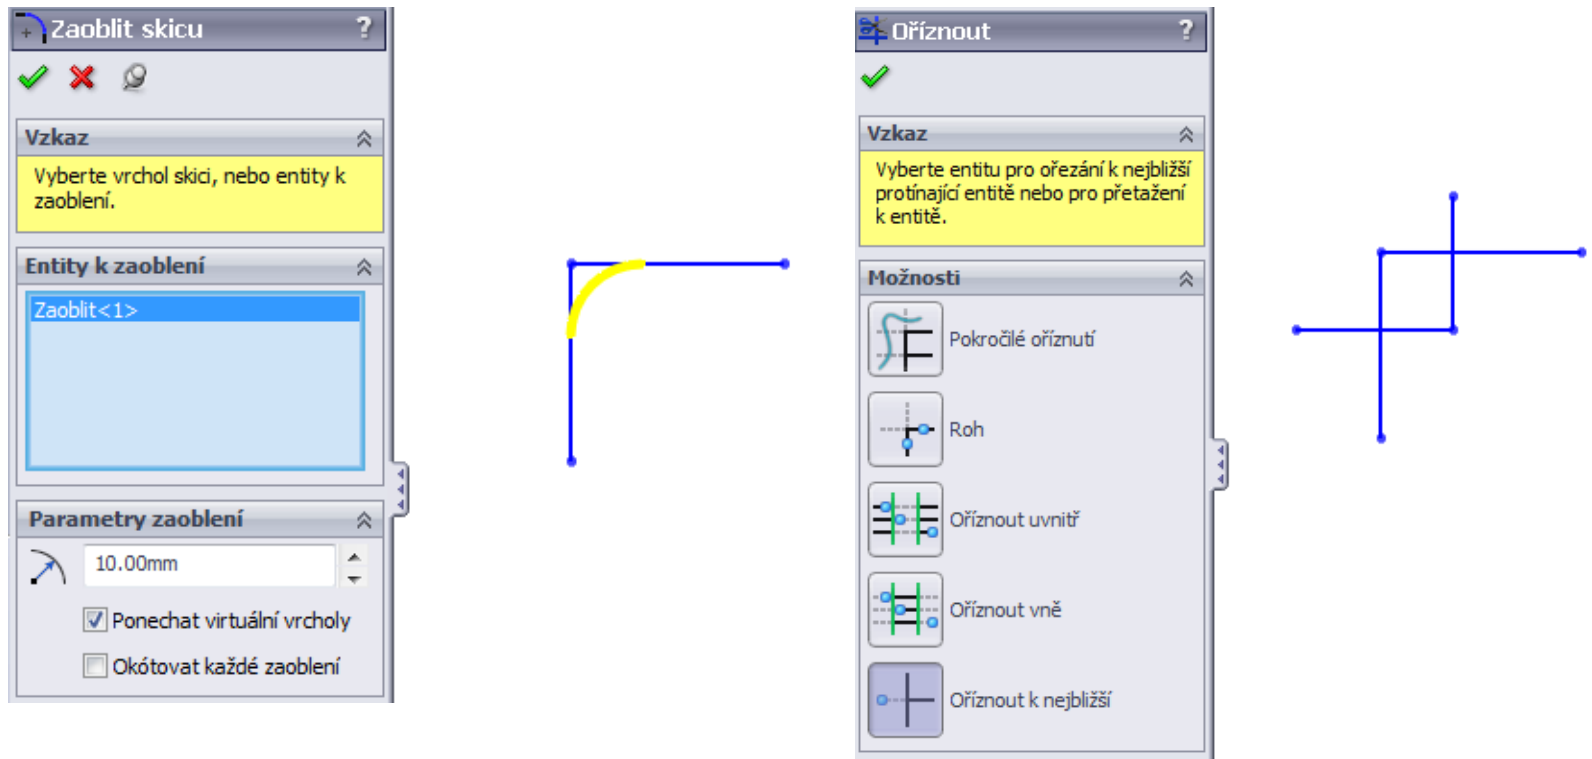 Zaoblit skicu ?
Vzkaz
Vyberte vrchol skici, nebo entity k
zaoblení.
Entity k zaoblení
Zaoblit<1>
Parametry zaoblení
10.00mm
Ponechat virtuální vrcholy
Okótovat každé zaoblení
Oříznout ?
Vzkaz
Vyberte entitu pro ořezání k nejbližší
protínající entitě nebo pro přetažení
k entitě.
Možnosti
Pokročilé oříznutí
Roh
Oříznout uvnitř
Oříznout vně
Oříznout k nejbližší